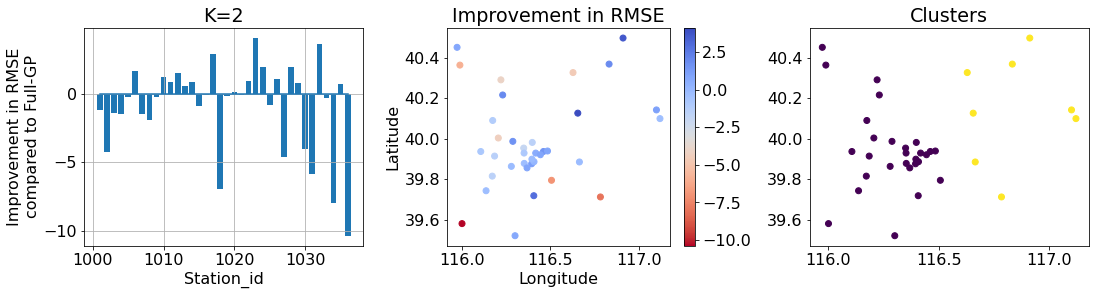 K=2
Improvement in RMSE
compared to Full-GP
0
−5
−10
1000 1010 1020 1030
Station_id
Improvement in RMSE
Latitude
40.4
40.2
40.0
39.8
39.6
116.0 116.5 117.0
Longitude
2.5
0.0
−2.5
−5.0
−7.5
−10.0
Clusters
40.4
40.2
40.0
39.8
39.6
116.0 116.5 117.0